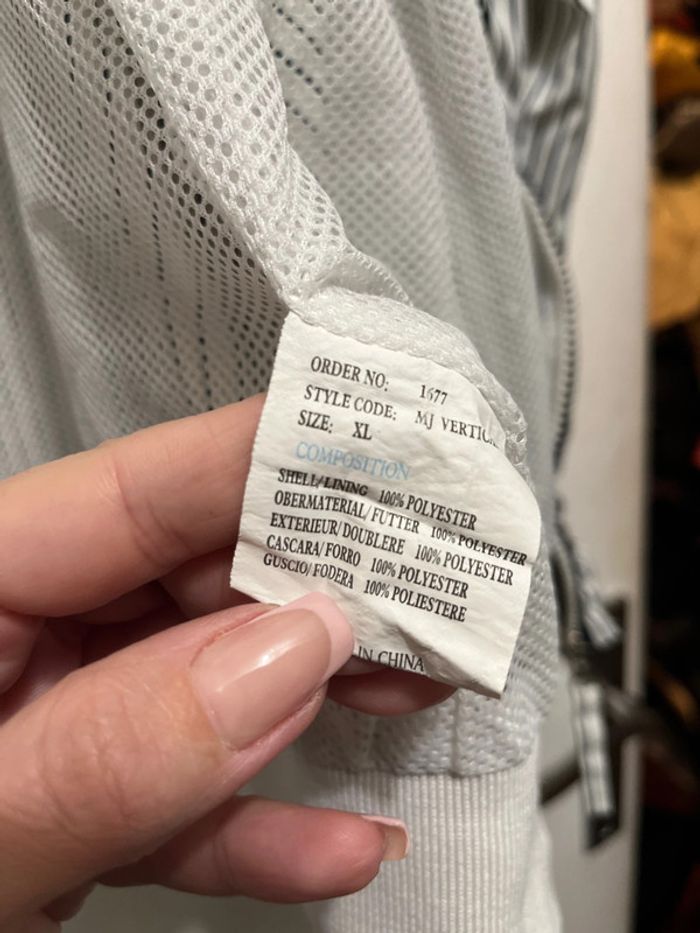 ORDER NO: 1677
STYLE CODE: MJ
SIZE: XL
COMPOSITION
SHELL/LINING 100% POLYESTER
OBERMATERIAL/FUTTER 100% POLYESTER
EXTERIEUR/DOUBLERE 100% POLYESTER
CASCARA/FORRO 100% POLYESTER
GUSCIO/FODERA 100% POLIESTERE
IN CHINA